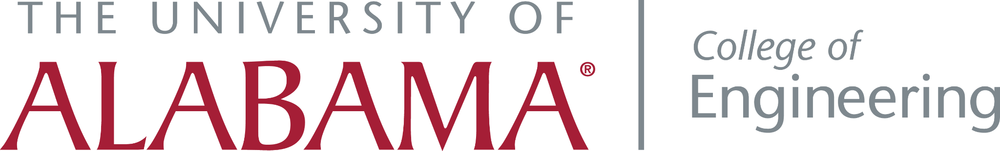 THE UNIVERSITY OF
ALABAMA®
College of
Engineering